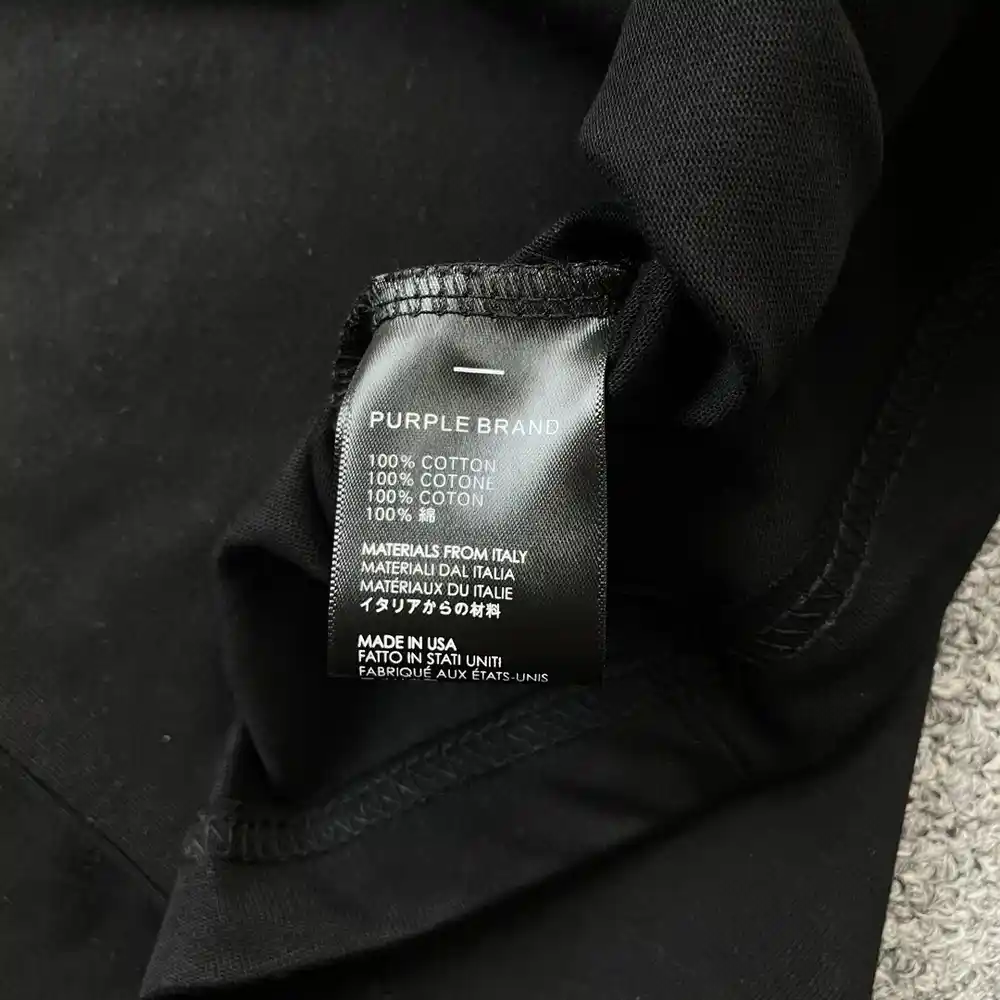 PURPLE BRAND
100% COTTON
100% COTONE
100% COTON
100% 綿
MATERIALS FROM ITALY
MATERIALI DAL ITALIA
MATÉRIAUX DU ITALIE
イタリアからの材料
MADE IN USA
FATTO IN STATI UNITI
FABRIQUÉ AUX ÉTATS-UNIS